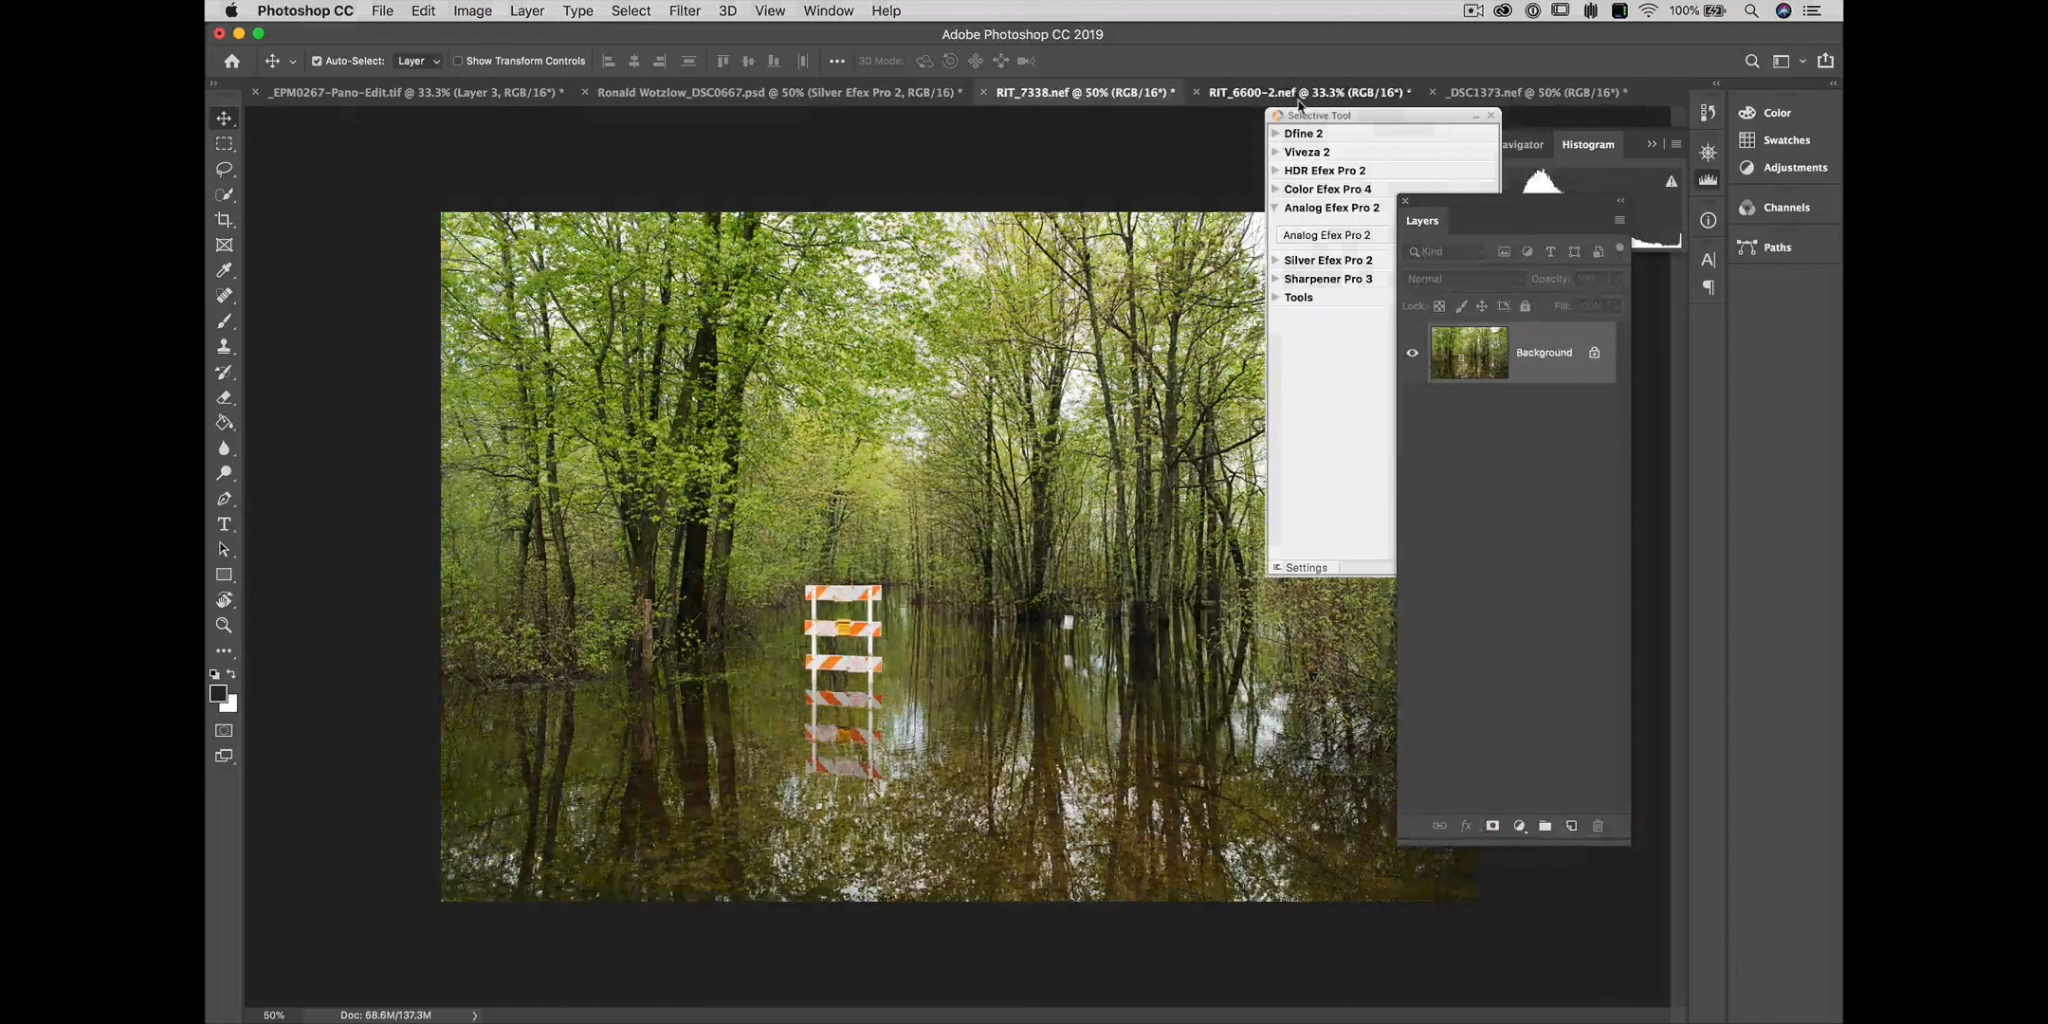 Photoshop CC File Edit Image Layer Type Select Filter 3D View Window Help 100%
Adobe Photoshop CC 2019
Auto-Select: Layer Show Transform Controls 3D Mode:
_EPM0267-Pano-Edit.tif @ 33.3% (Layer 3, RGB/16*) * Ronald Wotzlow_DSC0667.psd @ 50% (Silver Efex Pro 2, RGB/16) * RIT_7338.nef @ 50% (RGB/16*) * RIT_6600-2.nef @ 33.3% (RGB/16*) * _DSC1373.nef @ 50% (RGB/16*) *
Selective Tool
Dfine 2
Viveza 2
HDR Efex Pro 2
Color Efex Pro 4
Analog Efex Pro 2
Analog Efex Pro 2
Silver Efex Pro 2
Sharpener Pro 3
Tools
Settings
avigator Histogram
Layers
Kind
Normal Opacity:
Lock: Fill:
Background
Color
Swatches
Adjustments
Channels
Paths
50% Doc: 68.6M/137.3M